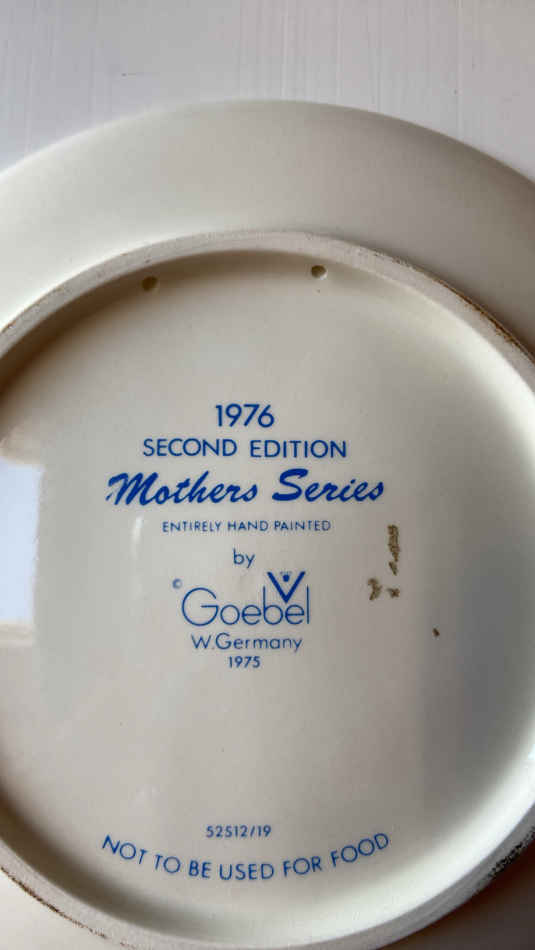 1976
SECOND EDITION
Mothers Series
ENTIRELY HAND PAINTED
by
© Goebel
W.Germany
1975
52512/19
NOT TO BE USED FOR FOOD